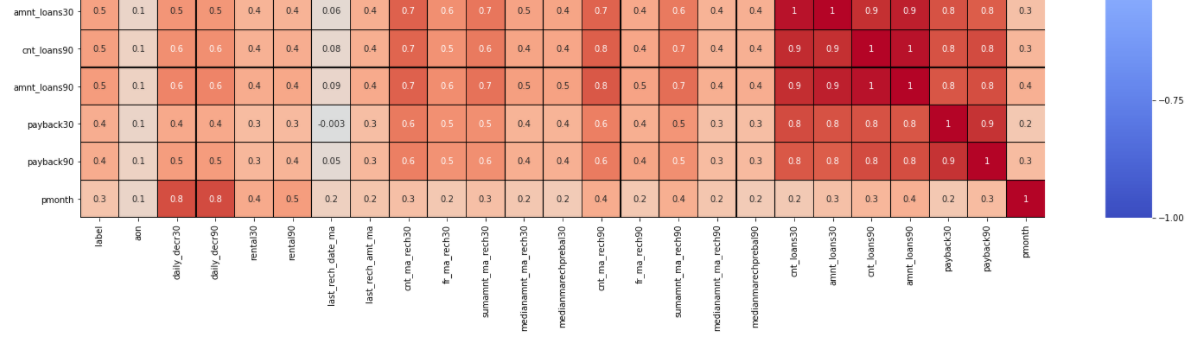 amnt_loans30 0.5 0.1 0.5 0.5 0.4 0.4 0.06 0.4 0.7 0.6 0.7 0.5 0.4 0.7 0.4 0.6 0.4 0.4 1 1 0.9 0.9 0.8 0.8 0.3
cnt_loans90 0.5 0.1 0.6 0.6 0.4 0.4 0.08 0.4 0.7 0.5 0.6 0.4 0.4 0.8 0.4 0.7 0.4 0.4 0.9 0.9 1 1 0.8 0.8 0.3
amnt_loans90 0.5 0.1 0.6 0.6 0.4 0.4 0.09 0.4 0.7 0.6 0.7 0.5 0.5 0.8 0.5 0.7 0.5 0.4 0.9 0.9 1 1 0.8 0.8 0.4
−0.75
payback30 0.4 0.1 0.4 0.4 0.3 0.3 -0.003 0.3 0.6 0.5 0.5 0.4 0.4 0.6 0.4 0.5 0.3 0.3 0.8 0.8 0.8 0.8 1 0.9 0.2
payback90 0.4 0.1 0.5 0.5 0.3 0.4 0.05 0.3 0.6 0.5 0.6 0.4 0.4 0.6 0.4 0.5 0.3 0.3 0.8 0.8 0.8 0.8 0.9 1 0.3
pmonth 0.3 0.1 0.8 0.8 0.4 0.5 0.2 0.2 0.3 0.2 0.3 0.2 0.2 0.4 0.2 0.4 0.2 0.2 0.2 0.3 0.3 0.4 0.2 0.3 1
−1.00
label
aon
daily_decr30
daily_decr90
rental30
rental90
last_rech_date_ma
last_rech_amt_ma
cnt_ma_rech30
fr_ma_rech30
sumamnt_ma_rech30
medianamnt_ma_rech30
medianmarechprebal30
cnt_ma_rech90
fr_ma_rech90
sumamnt_ma_rech90
medianamnt_ma_rech90
medianmarechprebal90
cnt_loans30
amnt_loans30
cnt_loans90
amnt_loans90
payback30
payback90
pmonth